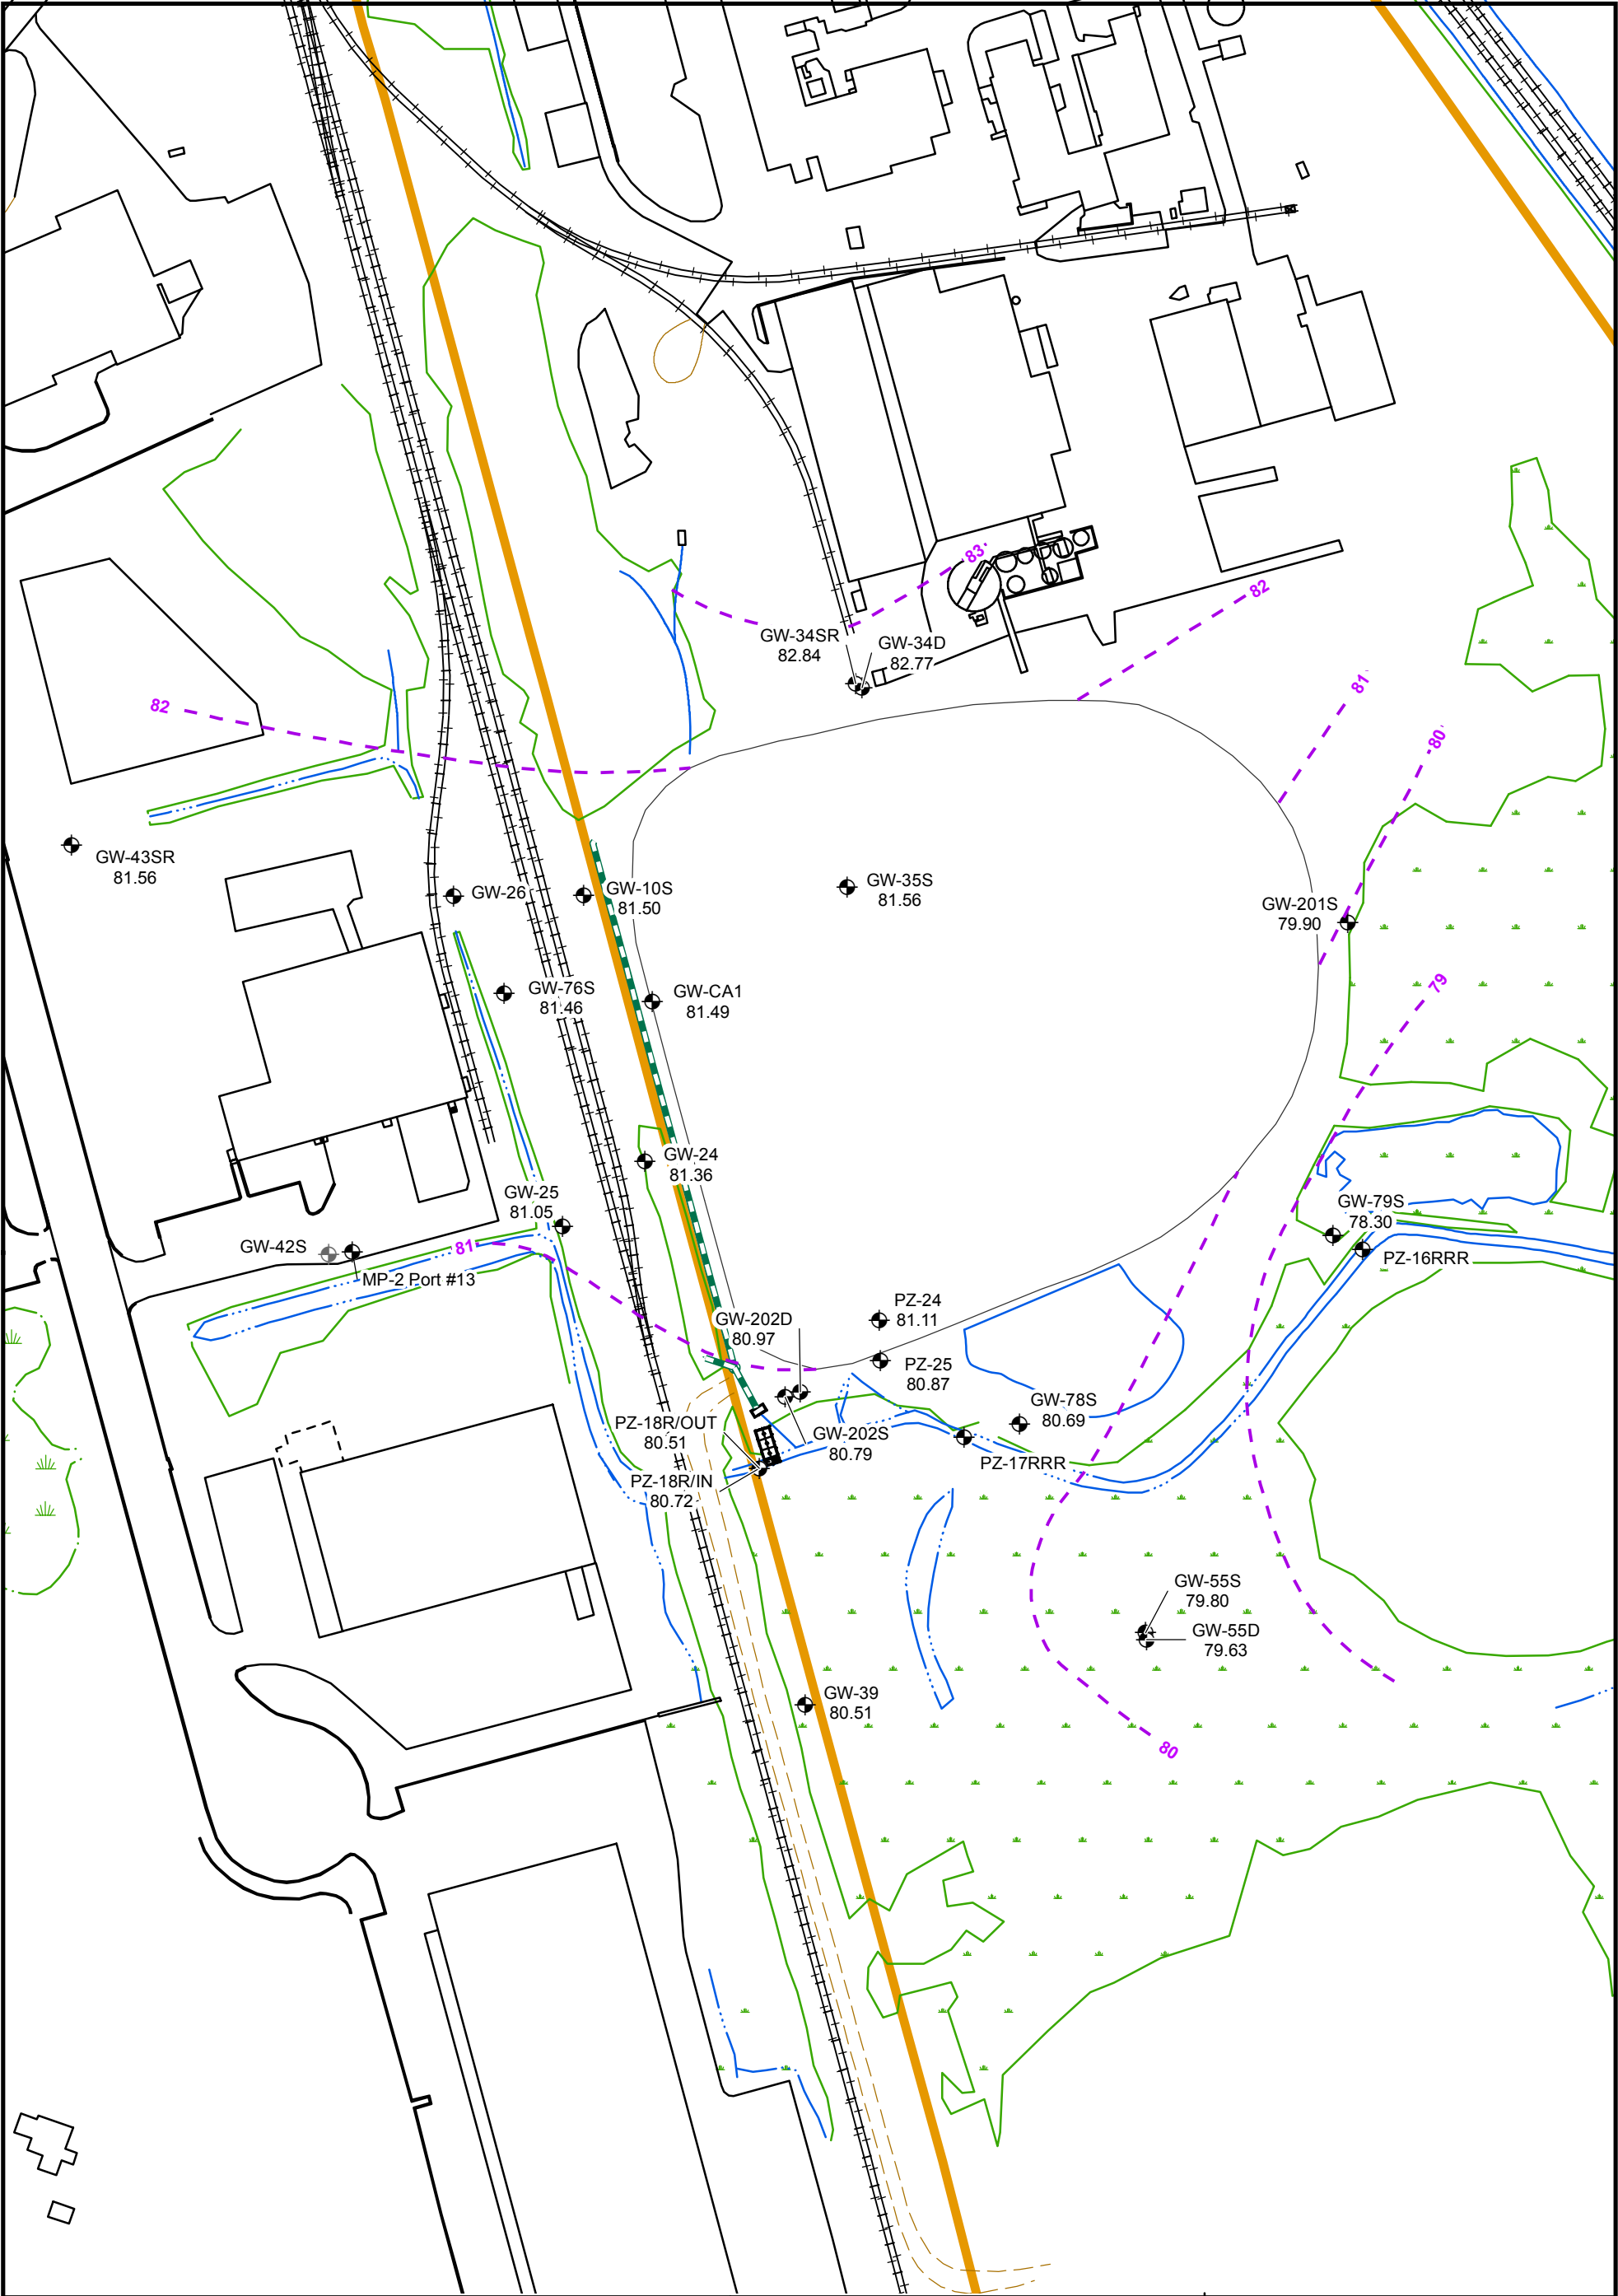 83
82
GW-34SR
82.84
GW-34D
82.77
81
82
80
GW-43SR
81.56
GW-26
GW-10S
81.50
GW-35S
81.56
GW-201S
79.90
GW-76S
81.46
GW-CA1
81.49
79
GW-24
81.36
GW-25
81.05
GW-79S
78.30
GW-42S
81
PZ-16RRR
MP-2 Port #13
PZ-24
81.11
GW-202D
80.97
PZ-25
80.87
GW-78S
80.69
PZ-18R/OUT
80.51
GW-202S
80.79
PZ-17RRR
PZ-18R/IN
80.72
GW-55S
79.80
GW-55D
79.63
GW-39
80.51
80